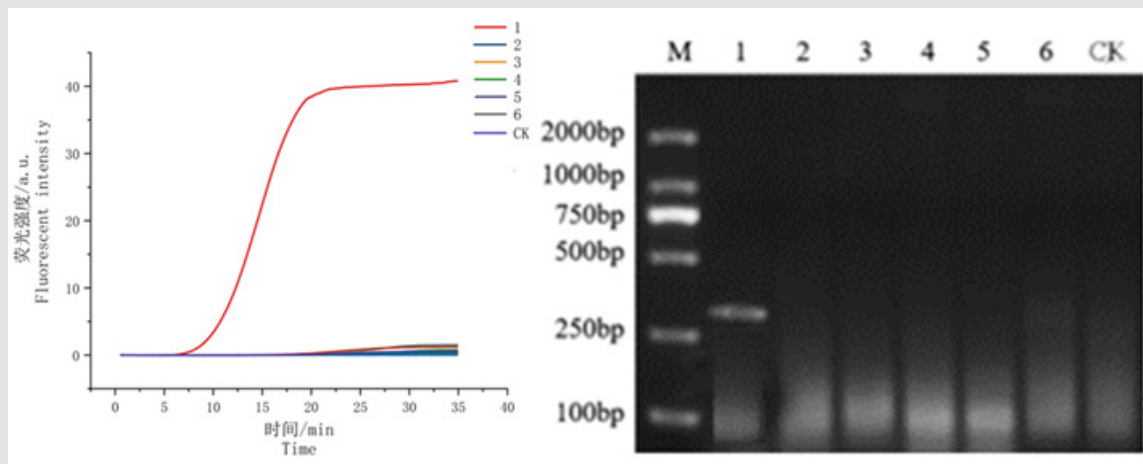 1
2
3
4
5
6
CK
荧光强度/a.u.
Fluorescent intensity
40
30
20
10
0
0 5 10 15 20 25 30 35 40
时间/min
Time
M 1 2 3 4 5 6 CK
2000bp
1000bp
750bp
500bp
250bp
100bp